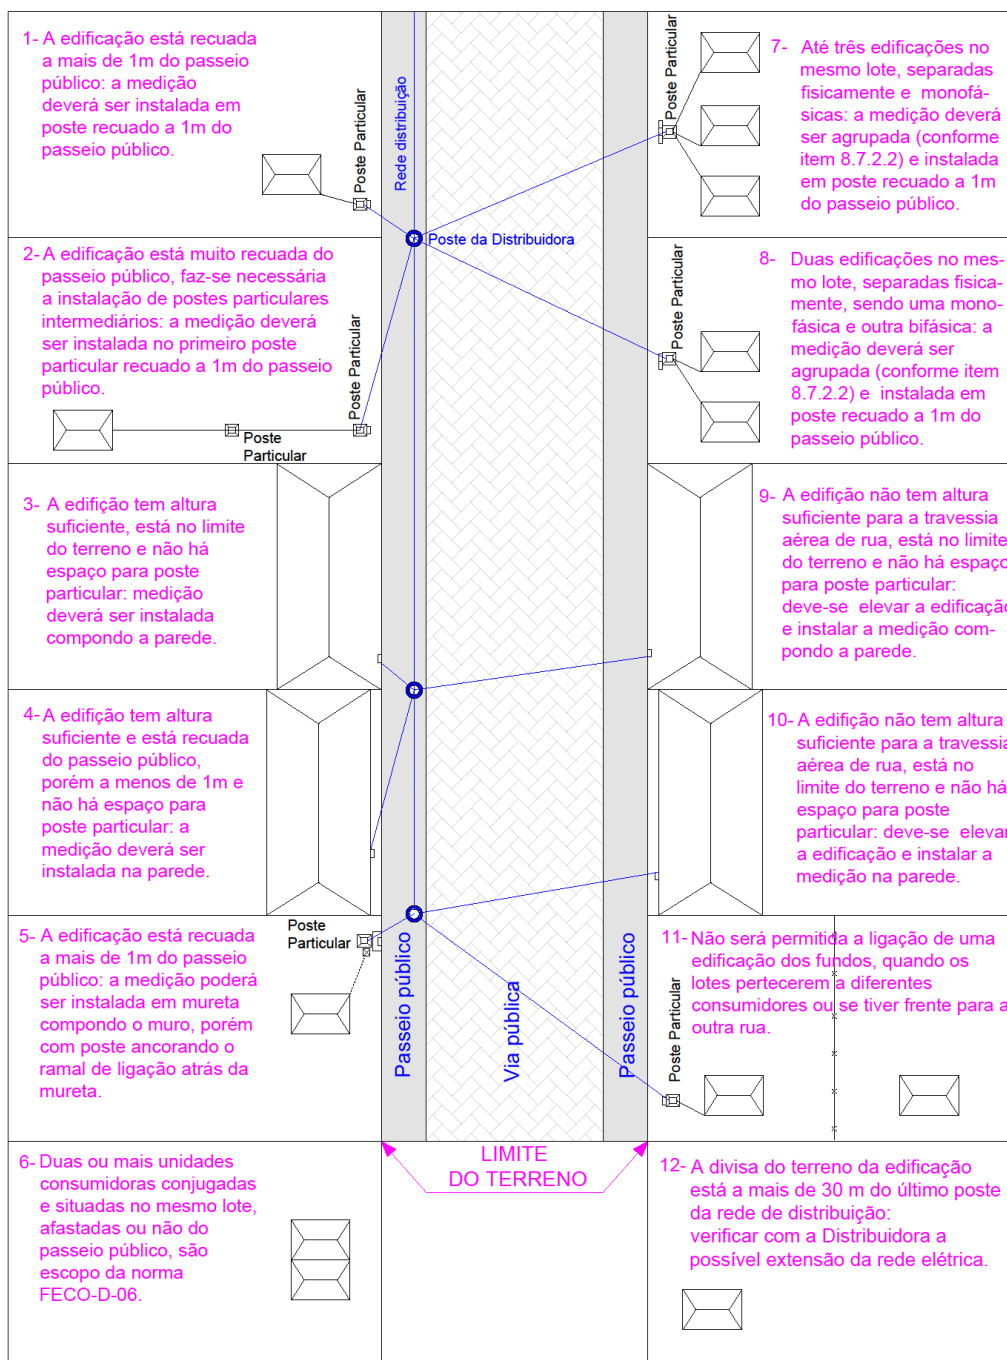 1- A edificação está recuada
a mais de 1m do passeio
público: a medição
deverá ser instalada em
poste recuado a 1m do
passeio público.
Poste Particular
2- A edificação está muito recuada do
passeio público, faz-se necessária
a instalação de postes particulares
intermediários: a medição deverá
ser instalada no primeiro poste
particular recuado a 1m do passeio
público.
Poste Particular
Poste
Particular
3- A edifição tem altura
suficiente, está no limite
do terreno e não há
espaço para poste
particular: medição
deverá ser instalada
compondo a parede.
4- A edifição tem altura
suficiente e está recuada
do passeio público,
porém a menos de 1m e
não há espaço para
poste particular: a
medição deverá ser
instalada na parede.
5- A edificação está recuada
a mais de 1m do passeio
público: a medição poderá
ser instalada em mureta
compondo o muro, porém
com poste ancorando o
ramal de ligação atrás da
mureta.
Poste
Particular
6- Duas ou mais unidades
consumidoras conjugadas
e situadas no mesmo lote,
afastadas ou não do
passeio público, são
escopo da norma
FECO-D-06.
Rede distribuição
Poste da Distribuidora
Passeio público
Via pública
Passeio público
LIMITE
DO TERRENO
Poste Particular
7- Até três edificações no
mesmo lote, separadas
fisicamente e monofá-
sicas: a medição deverá
ser agrupada (conforme
item 8.7.2.2) e instalada
em poste recuado a 1m
do passeio público.
Poste Particular
8- Duas edificações no mes-
mo lote, separadas fisica-
mente, sendo uma mono-
fásica e outra bifásica: a
medição deverá ser
agrupada (conforme item
8.7.2.2) e instalada em
poste recuado a 1m do
passeio público.
9- A edifição não tem altura
suficiente para a travessia
aérea de rua, está no limite
do terreno e não há espaço
para poste particular:
deve-se elevar a edificação
e instalar a medição com-
pondo a parede.
10- A edifição não tem altura
suficiente para a travessia
aérea de rua, está no
limite do terreno e não há
espaço para poste
particular: deve-se elevar
a edificação e instalar a
medição na parede.
11- Não será permitida a ligação de uma
edificação dos fundos, quando os
lotes pertecerem a diferentes
consumidores ou se tiver frente para a
outra rua.
Poste Particular
12- A divisa do terreno da edificação
está a mais de 30 m do último poste
da rede de distribuição:
verificar com a Distribuidora a
possível extensão da rede elétrica.